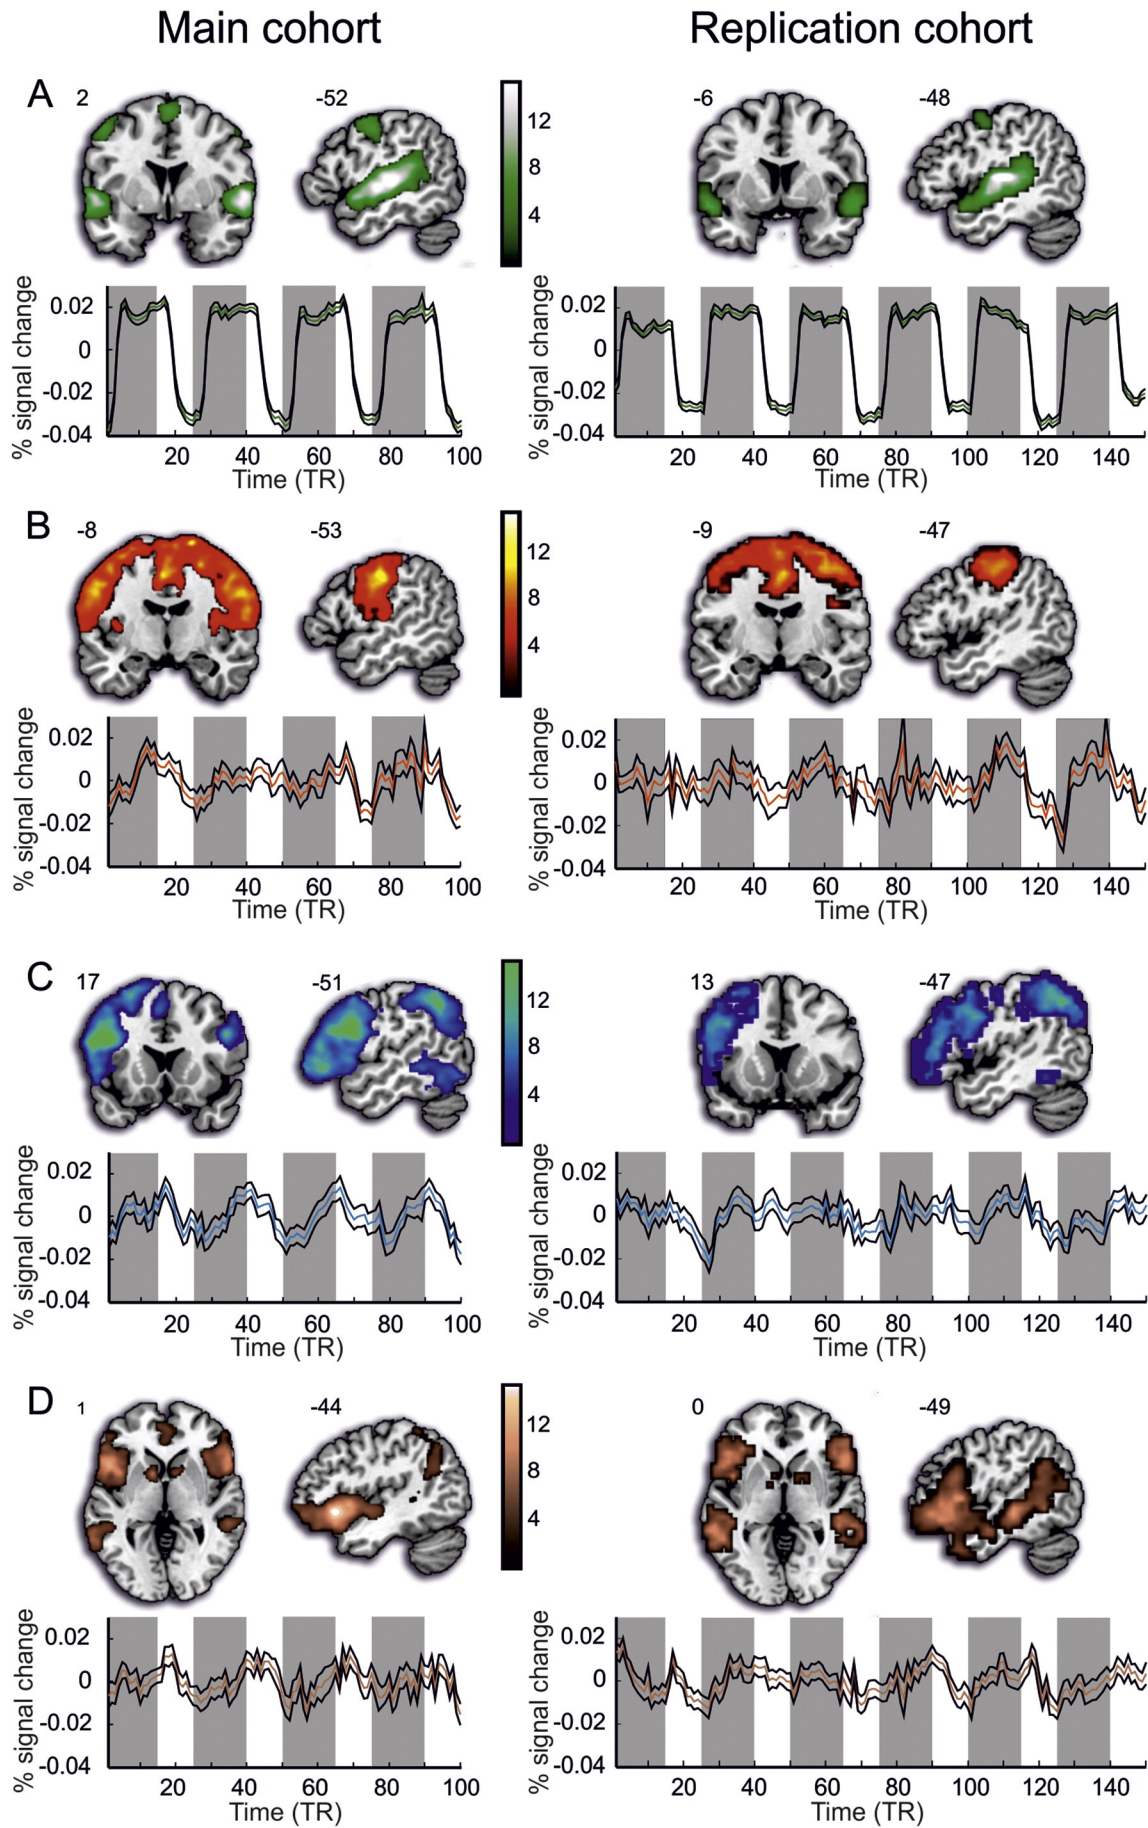 Main cohort
Replication cohort
A
2
-52
12
8
4
-6
-48
% signal change
0.02
0
-0.02
-0.04
20 40 60 80 100
Time (TR)
% signal change
0.02
0
-0.02
-0.04
20 40 60 80 100 120 140
Time (TR)
B
-8
-53
12
8
4
-9
-47
% signal change
0.02
0
-0.02
-0.04
20 40 60 80 100
Time (TR)
% signal change
0.02
0
-0.02
-0.04
20 40 60 80 100 120 140
Time (TR)
C
17
-51
12
8
4
13
-47
% signal change
0.02
0
-0.02
-0.04
20 40 60 80 100
Time (TR)
% signal change
0.02
0
-0.02
-0.04
20 40 60 80 100 120 140
Time (TR)
D
1
-44
12
8
4
0
-49
% signal change
0.02
0
-0.02
-0.04
20 40 60 80 100
Time (TR)
% signal change
0.02
0
-0.02
-0.04
20 40 60 80 100 120 140
Time (TR)